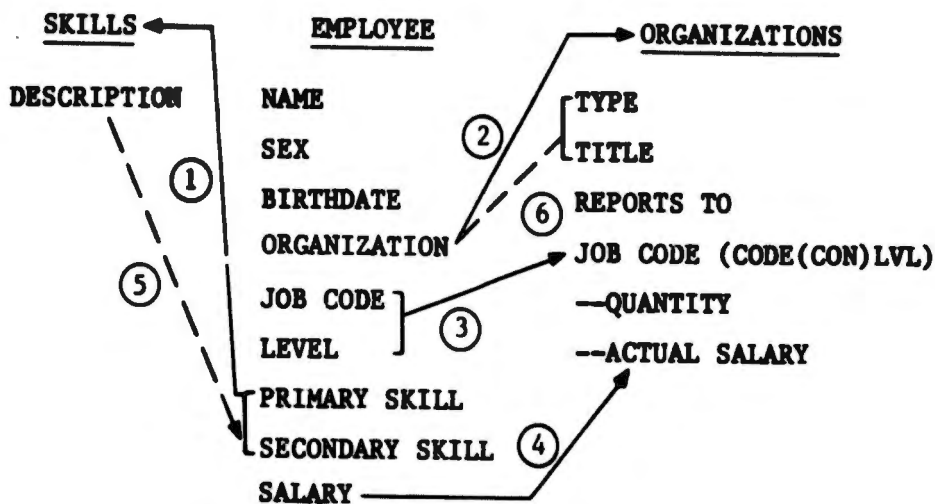 SKILLS EMPLOYEE ORGANIZATIONS
DESCRIPTION NAME TYPE
SEX 2 TITLE
1 BIRTHDATE 6 REPORTS TO
ORGANIZATION JOB CODE (CODE(CON)LVL)
5 JOB CODE 3 --QUANTITY
LEVEL --ACTUAL SALARY
PRIMARY SKILL
SECONDARY SKILL 4
SALARY